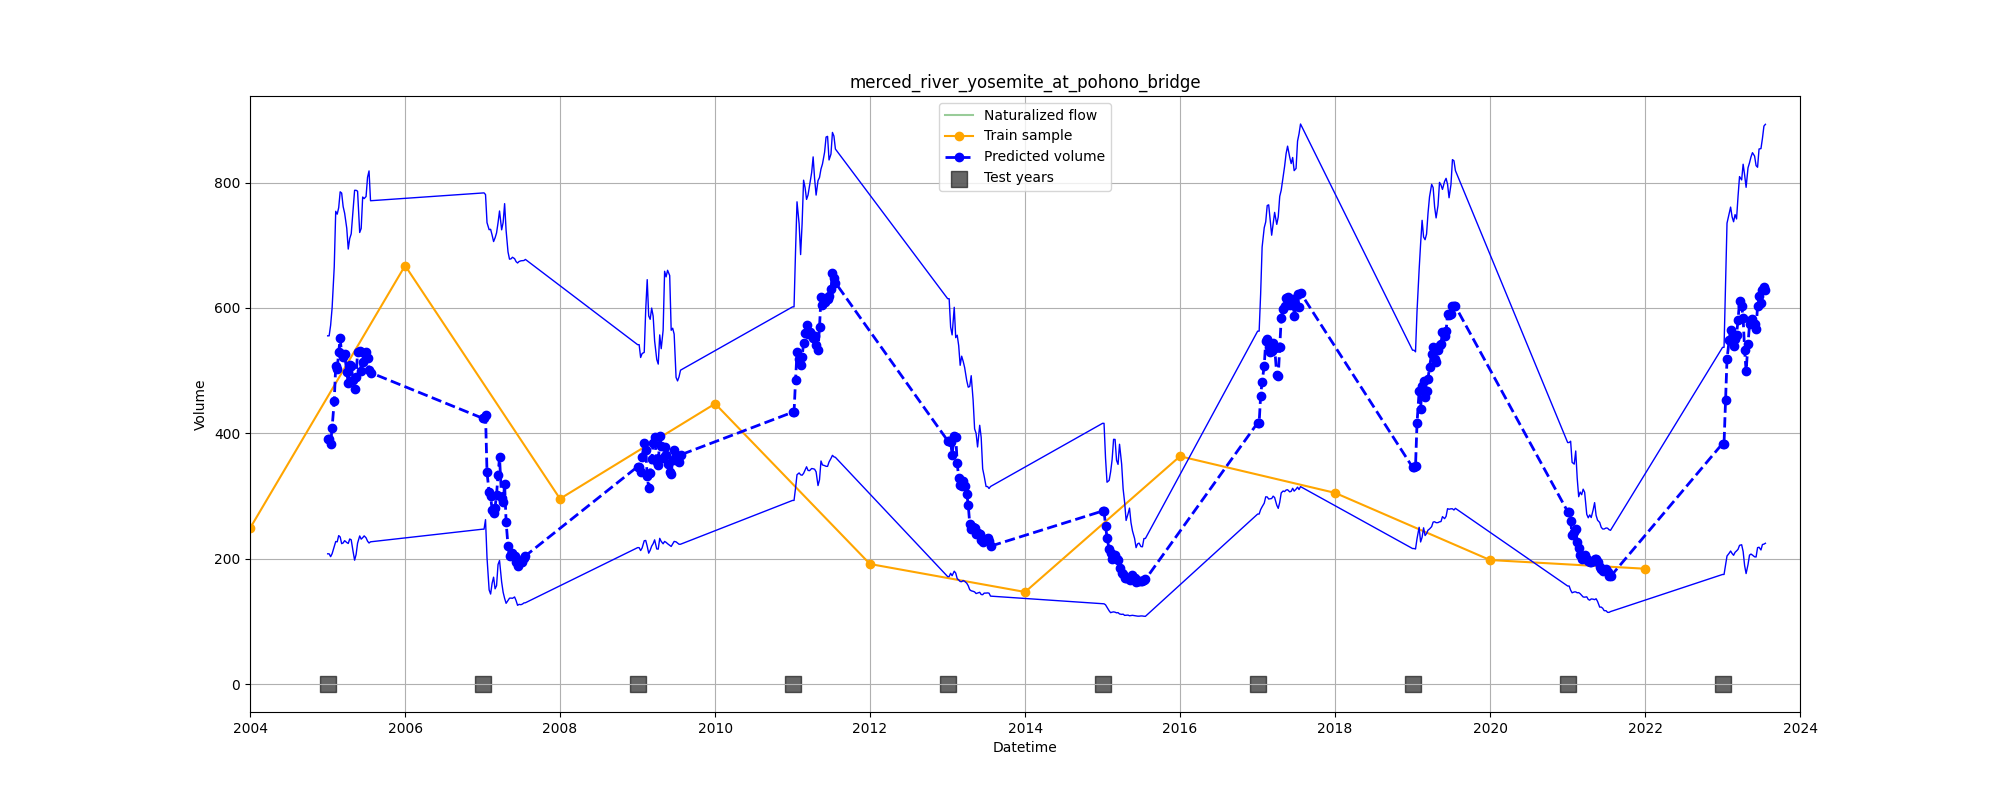 merced_river_yosemite_at_pohono_bridge
Naturalized flow
Train sample
Predicted volume
Test years
Volume
800
600
400
200
0
2004 2006 2008 2010 2012 2014 2016 2018 2020 2022 2024
Datetime